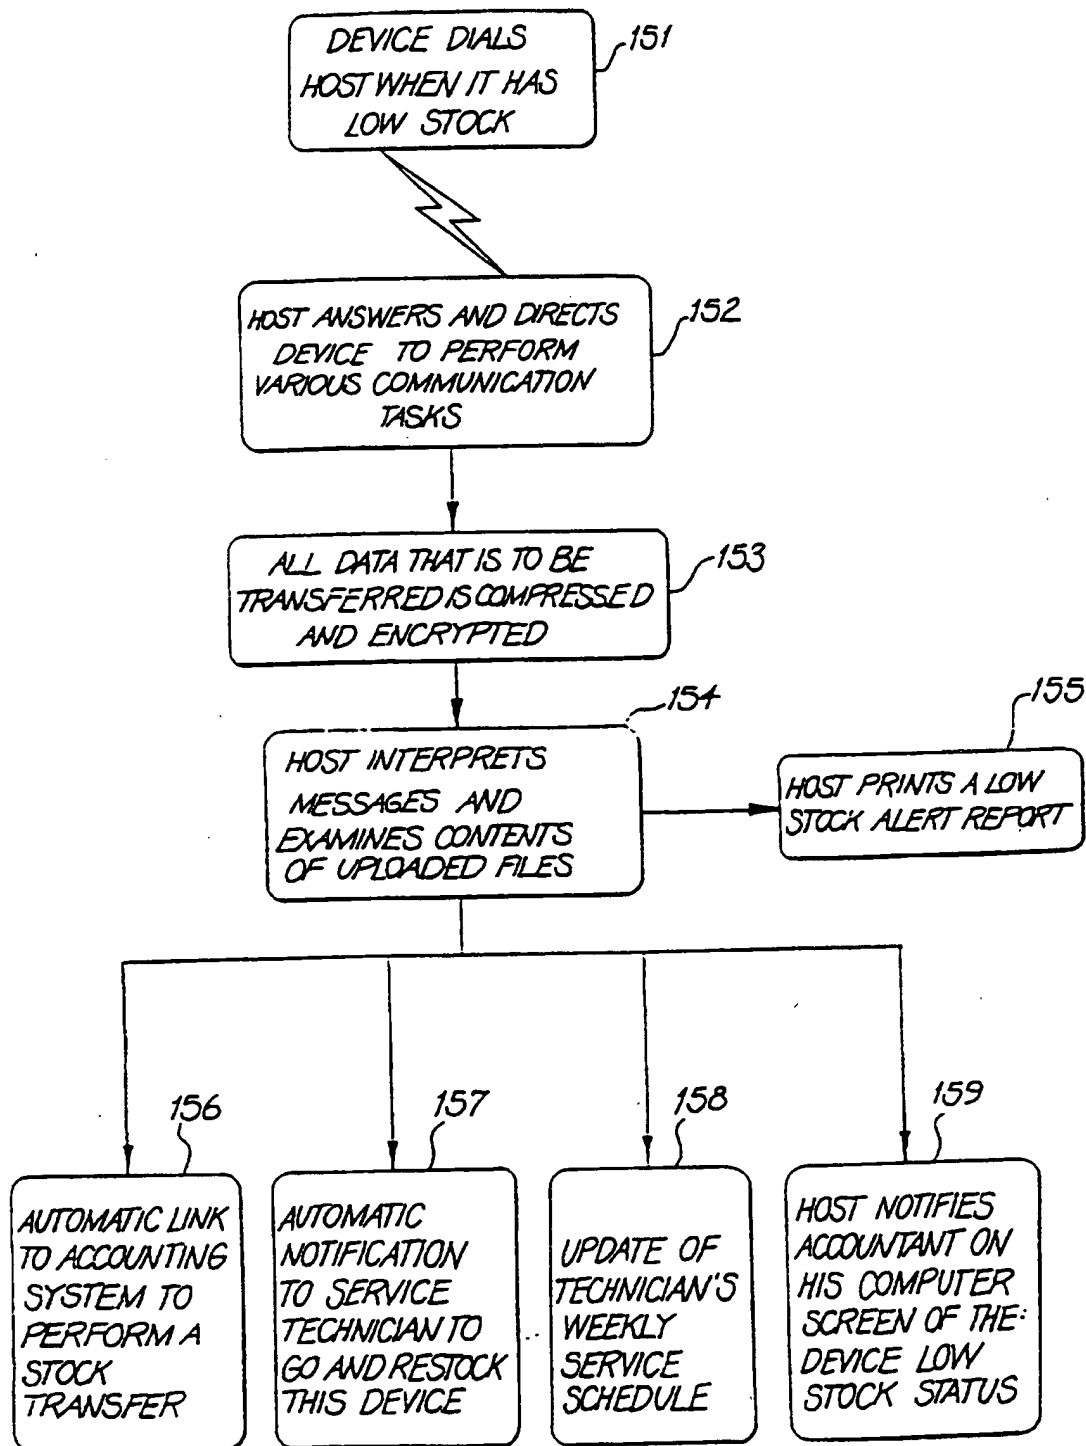 DEVICE DIALS
HOST WHEN IT HAS
LOW STOCK
151
HOST ANSWERS AND DIRECTS
DEVICE TO PERFORM
VARIOUS COMMUNICATION
TASKS
152
ALL DATA THAT IS TO BE
TRANSFERRED IS COMPRESSED
AND ENCRYPTED
153
HOST INTERPRETS
MESSAGES AND
EXAMINES CONTENTS
OF UPLOADED FILES
154
HOST PRINTS A LOW
STOCK ALERT REPORT
155
156
AUTOMATIC LINK
TO ACCOUNTING
SYSTEM TO
PERFORM A
STOCK
TRANSFER
157
AUTOMATIC
NOTIFICATION
TO SERVICE
TECHNICIAN TO
GO AND RESTOCK
THIS DEVICE
158
UPDATE OF
TECHNICIAN'S
WEEKLY
SERVICE
SCHEDULE
159
HOST NOTIFIES
ACCOUNTANT ON
HIS COMPUTER
SCREEN OF THE
DEVICE LOW
STOCK STATUS